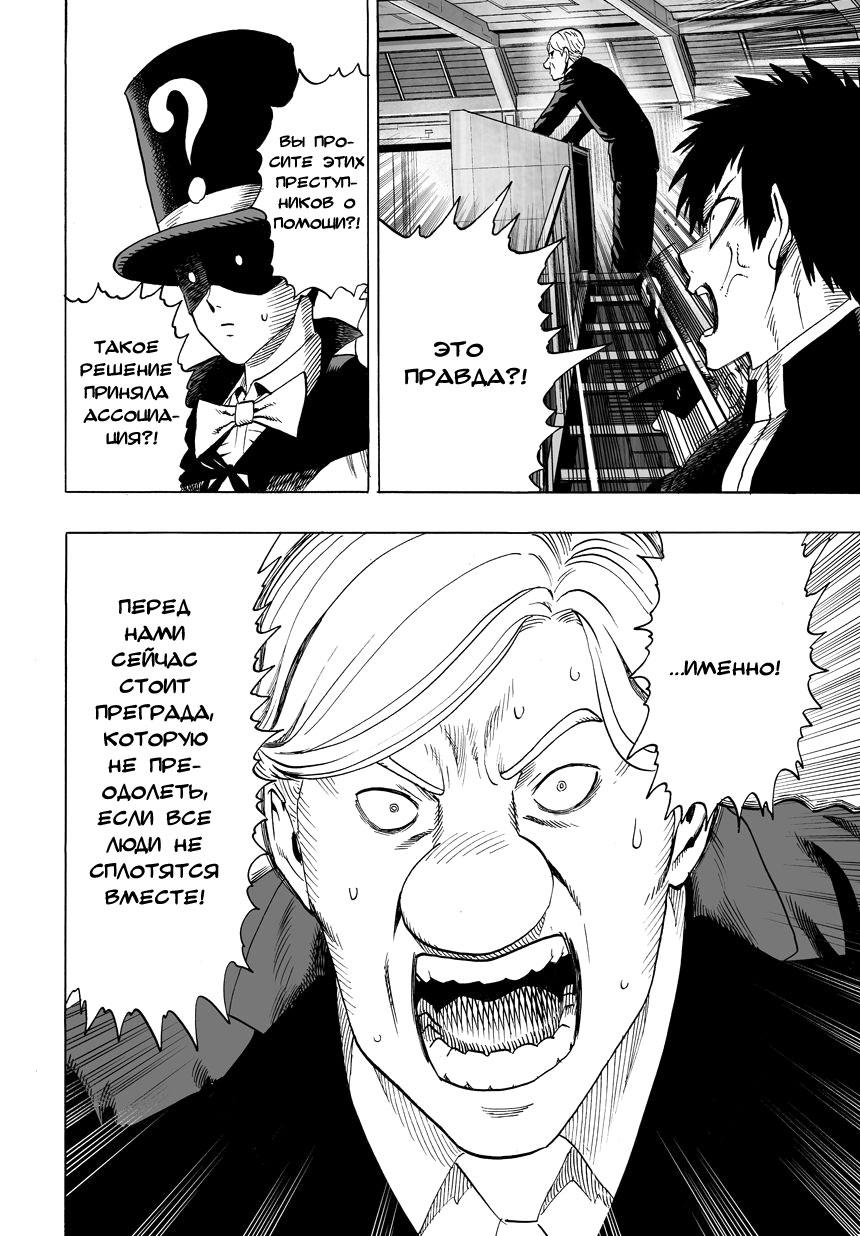 ЭТО
ПРАВДА?!
ВЫ ПРО-
СИТЕ ЭТИХ
ПРЕСТУП-
НИКОВ О
ПОМОЩИ?!
ТАКОЕ
РЕШЕНИЕ
ПРИНЯЛА
АССОЦИА-
ЦИЯ?!
?
...ИМЕННО!
ПЕРЕД
НАМИ
СЕЙЧАС
СТОИТ
ПРЕГРАДА,
КОТОРУЮ
НЕ ПРЕ-
ОДОЛЕТЬ,
ЕСЛИ ВСЕ
ЛЮДИ НЕ
СПЛОТЯТСЯ
ВМЕСТЕ!